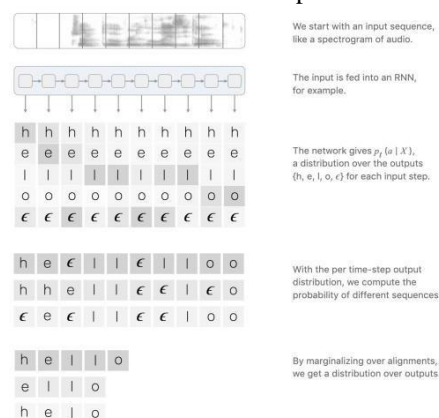 We start with an input sequence,
like a spectrogram of audio.
The input is fed into an RNN,
for example.
h h h h h h h h h h
e e e e e e e e e e
l l l l l l l l l l
o o o o o o o o o o
ϵ ϵ ϵ ϵ ϵ ϵ ϵ ϵ ϵ ϵ
The network gives pₜ (a | X),
a distribution over the outputs
{h, e, l, o, ϵ} for each input step.
h e ϵ l l ϵ l l o o
h h e l l ϵ ϵ l ϵ o
ϵ e ϵ l l ϵ ϵ l o o
With the per time-step output
distribution, we compute the
probability of different sequences
h e l l o
e l l o
h e l o
By marginalizing over alignments,
we get a distribution over outputs